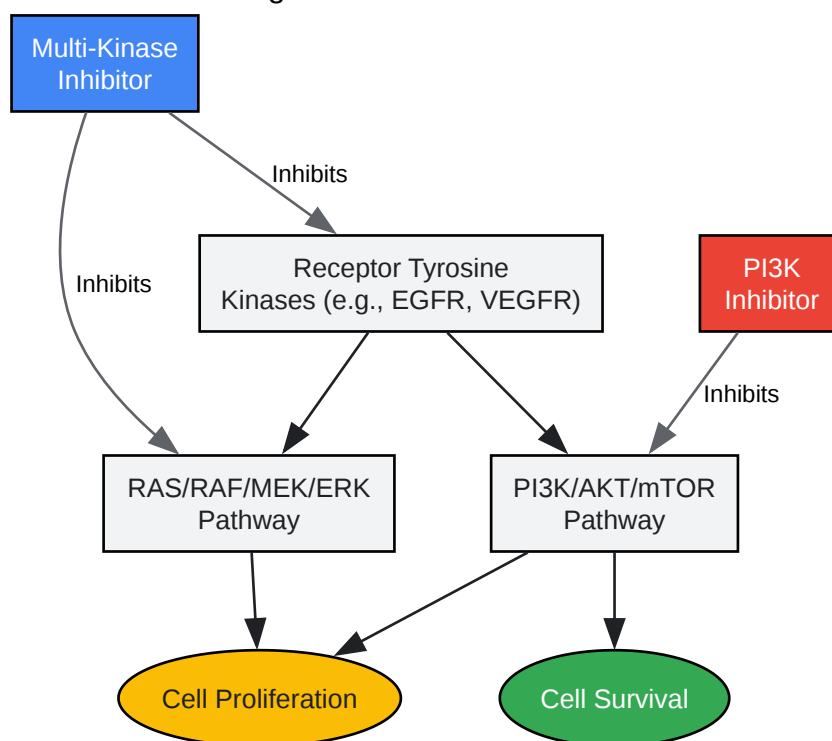 Multi-Kinase
Inhibitor
Inhibits
Receptor Tyrosine
Kinases (e.g., EGFR, VEGFR)
PI3K
Inhibitor
Inhibits
Inhibits
RAS/RAF/MEK/ERK
Pathway
PI3K/AKT/mTOR
Pathway
Cell Proliferation
Cell Survival